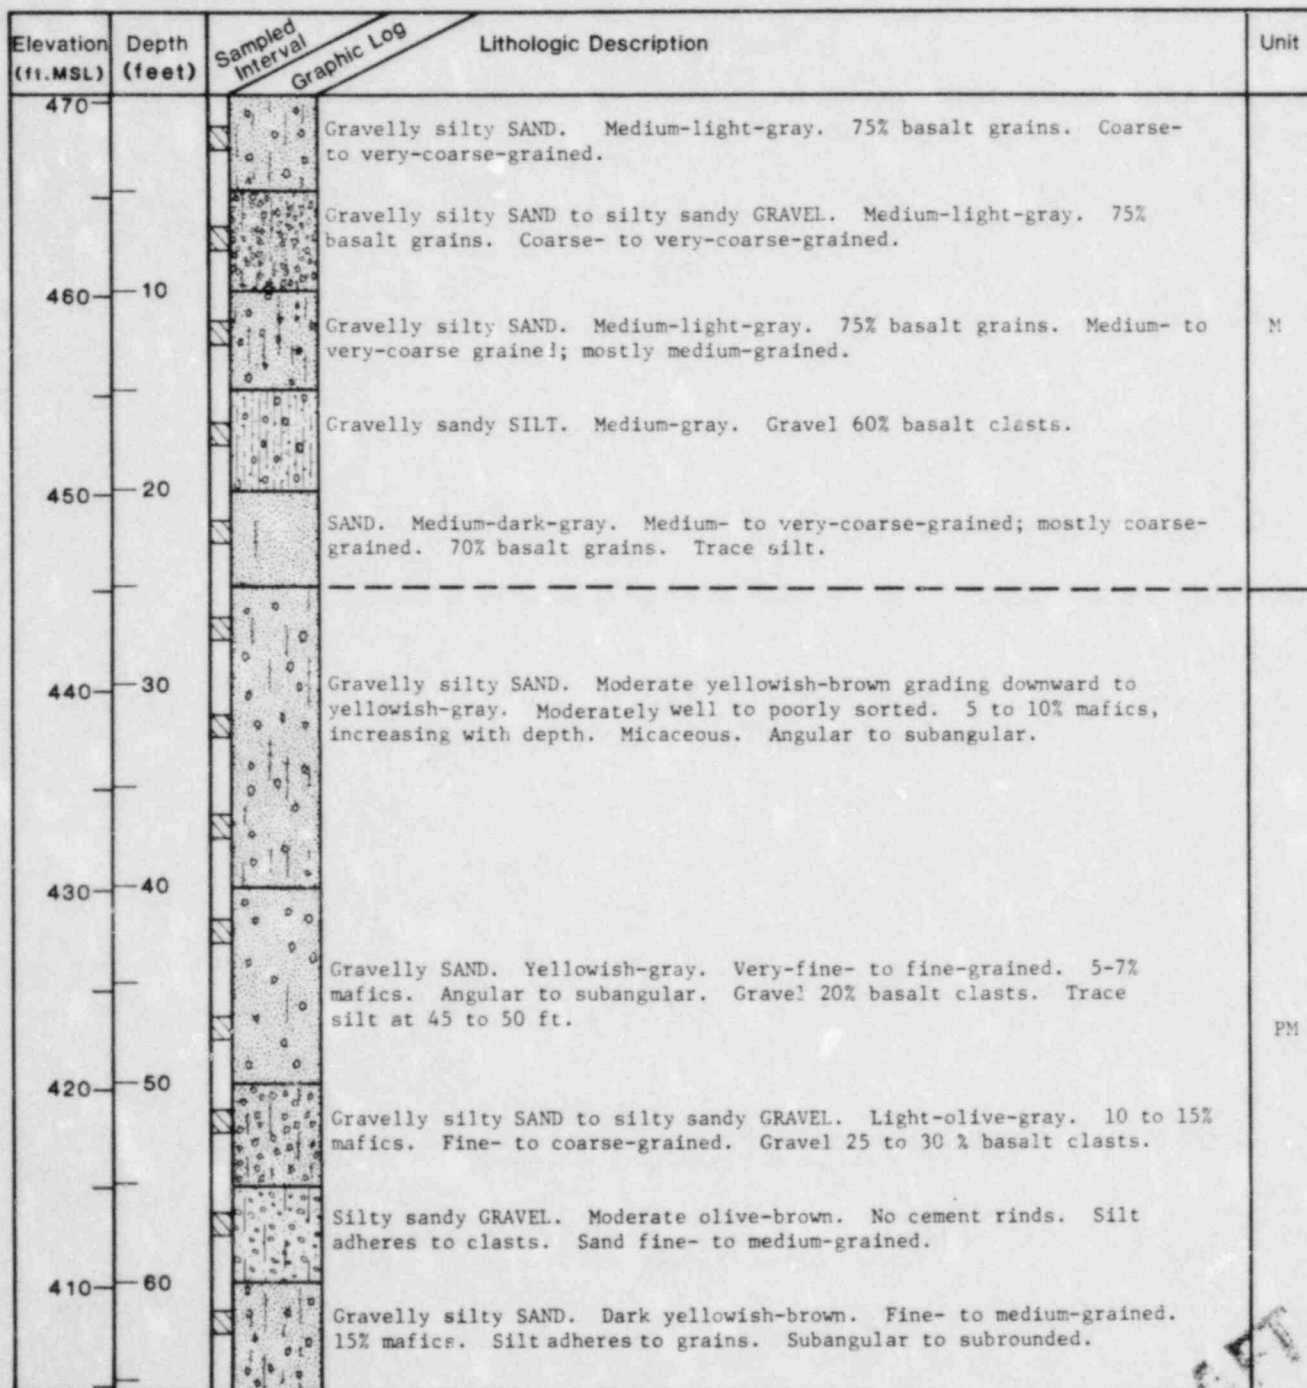 Elevation
(ft.MSL)
Depth
(feet)
Sampled
Interval
Graphic Log
Lithologic Description
Unit
470
Gravelly silty SAND. Medium-light-gray. 75% basalt grains. Coarse-
to very-coarse-grained.
Gravelly silty SAND to silty sandy GRAVEL. Medium-light-gray. 75%
basalt grains. Coarse- to very-coarse-grained.
460
10
Gravelly silty SAND. Medium-light-gray. 75% basalt grains. Medium- to
very-coarse grained; mostly medium-grained.
M
Gravelly sandy SILT. Medium-gray. Gravel 60% basalt clasts.
450
20
SAND. Medium-dark-gray. Medium- to very-coarse-grained; mostly coarse-
grained. 70% basalt grains. Trace silt.
440
30
Gravelly silty SAND. Moderate yellowish-brown grading downward to
yellowish-gray. Moderately well to poorly sorted. 5 to 10% mafics,
increasing with depth. Micaceous. Angular to subangular.
430
40
Gravelly SAND. Yellowish-gray. Very-fine- to fine-grained. 5-7%
mafics. Angular to subangular. Gravel 20% basalt clasts. Trace
silt at 45 to 50 ft.
PM
420
50
Gravelly silty SAND to silty sandy GRAVEL. Light-olive-gray. 10 to 15%
mafics. Fine- to coarse-grained. Gravel 25 to 30 % basalt clasts.
Silty sandy GRAVEL. Moderate olive-brown. No cement rinds. Silt
adheres to clasts. Sand fine- to medium-grained.
410
60
Gravelly silty SAND. Dark yellowish-brown. Fine- to medium-grained.
15% mafics. Silt adheres to grains. Subangular to subrounded.